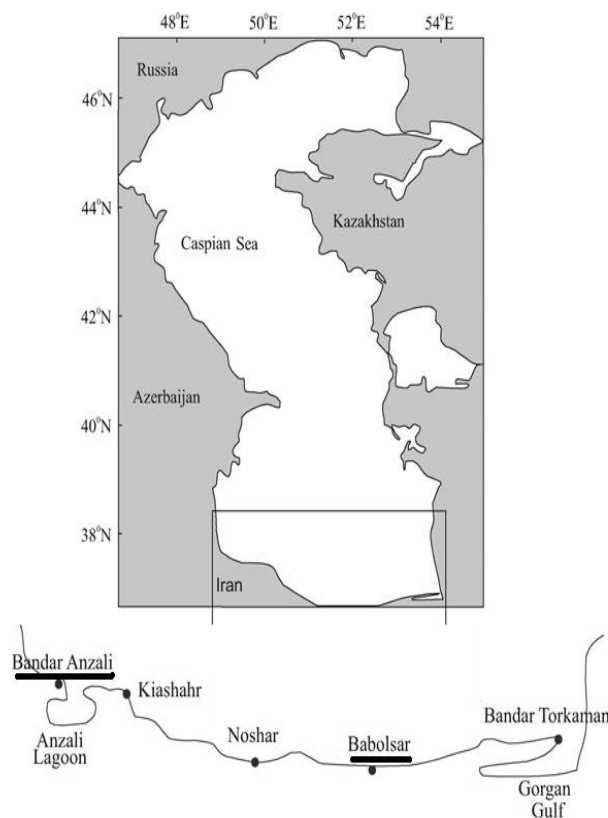 48°E 50°E 52°E 54°E
Russia
46°N
44°N
Kazakhstan
Caspian Sea
42°N
Azerbaijan
40°N
38°N
Iran
Bandar Anzali
Kiashahr
Anzali
Lagoon
Noshar
Babolsar
Bandar Torkaman
Gorgan
Gulf